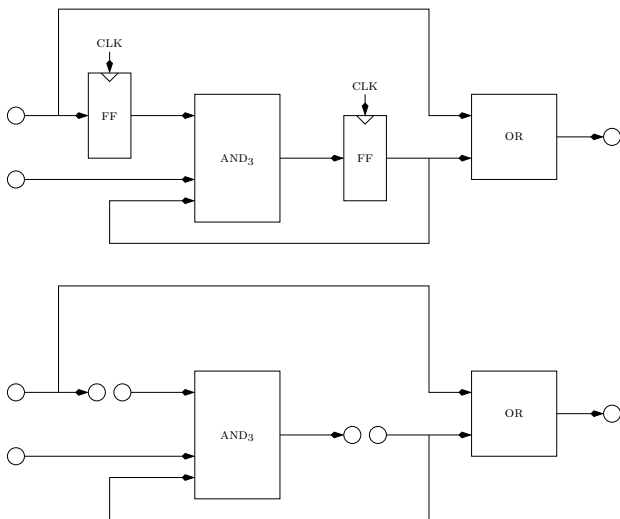 CLK
CLK
FF
FF
AND3
OR
AND3
OR